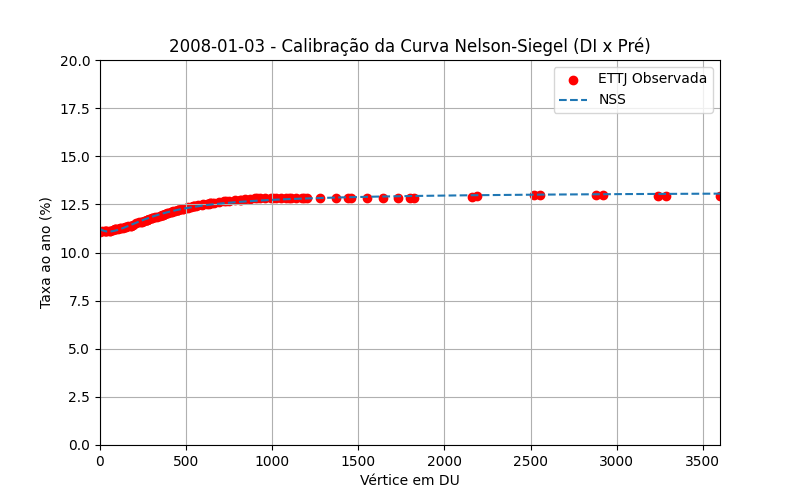 2008-01-03 - Calibração da Curva Nelson-Siegel (DI x Pré)
20.0
17.5
15.0
12.5
10.0
7.5
5.0
2.5
0.0
Taxa ao ano (%)
ETTJ Observada
NSS
0 500 1000 1500 2000 2500 3000 3500
Vértice em DU